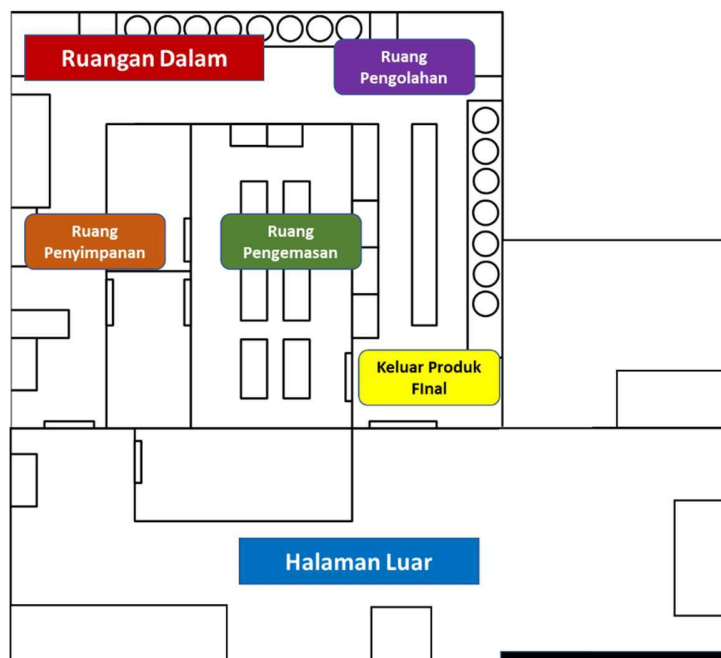 Ruangan Dalam
Ruang
Pengolahan
Ruang
Penyimpanan
Ruang
Pengemasan
Keluar Produk
FInal
Halaman Luar